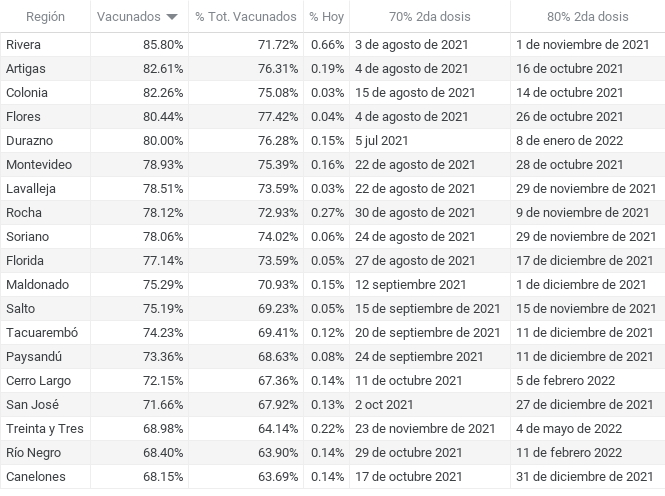 Región Vacunados % Tot. Vacunados % Hoy 70% 2da dosis 80% 2da dosis
Rivera 85.80% 71.72% 0.66% 3 de agosto de 2021 1 de noviembre de 2021
Artigas 82.61% 76.31% 0.19% 4 de agosto de 2021 16 de octubre 2021
Colonia 82.26% 75.08% 0.03% 15 de agosto de 2021 14 de octubre 2021
Flores 80.44% 77.42% 0.04% 4 de agosto de 2021 26 de octubre 2021
Durazno 80.00% 76.28% 0.15% 5 jul 2021 8 de enero de 2022
Montevideo 78.93% 75.39% 0.16% 22 de agosto de 2021 28 de octubre 2021
Lavalleja 78.51% 73.59% 0.03% 22 de agosto de 2021 29 de noviembre de 2021
Rocha 78.12% 72.93% 0.27% 30 de agosto de 2021 9 de noviembre de 2021
Soriano 78.06% 74.02% 0.06% 24 de agosto de 2021 29 de noviembre de 2021
Florida 77.14% 73.59% 0.05% 27 de agosto de 2021 17 de diciembre de 2021
Maldonado 75.29% 70.93% 0.15% 12 septiembre 2021 1 de diciembre de 2021
Salto 75.19% 69.23% 0.05% 15 de septiembre de 2021 15 de noviembre de 2021
Tacuarembó 74.23% 69.41% 0.12% 20 de septiembre de 2021 11 de diciembre de 2021
Paysandú 73.36% 68.63% 0.08% 24 de septiembre 2021 11 de diciembre de 2021
Cerro Largo 72.15% 67.36% 0.14% 11 de octubre 2021 5 de febrero 2022
San José 71.66% 67.92% 0.13% 2 oct 2021 27 de diciembre de 2021
Treinta y Tres 68.98% 64.14% 0.22% 23 de noviembre de 2021 4 de mayo de 2022
Río Negro 68.40% 63.90% 0.14% 29 de octubre 2021 11 de febrero 2022
Canelones 68.15% 63.69% 0.14% 17 de octubre 2021 31 de diciembre de 2021